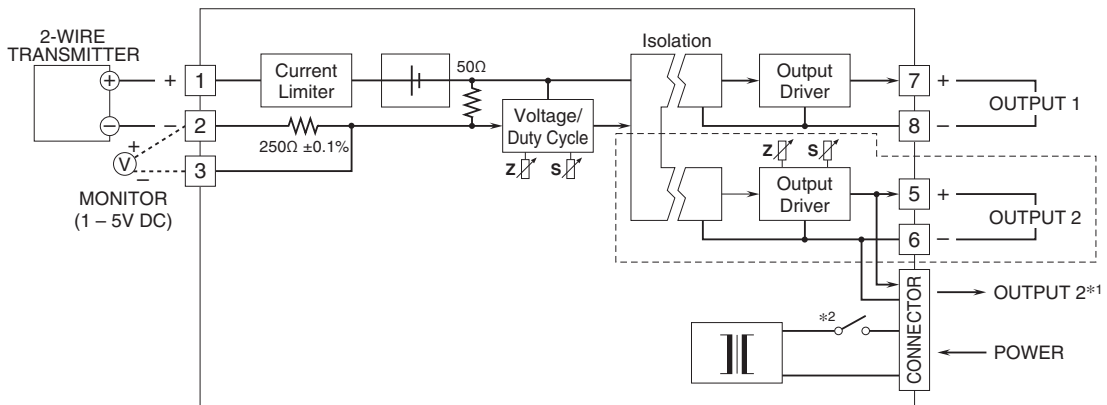 2-WIRE
TRANSMITTER
+
−
+
−
1
2
3
+
V
−
MONITOR
(1 – 5V DC)
Current
Limiter
250Ω ±0.1%
50Ω
Voltage/
Duty Cycle
Z
S
Isolation
Output
Driver
7
+
8
−
OUTPUT 1
Z
S
Output
Driver
5
+
6
−
OUTPUT 2
CONNECTOR
OUTPUT 2*1
*2
POWER